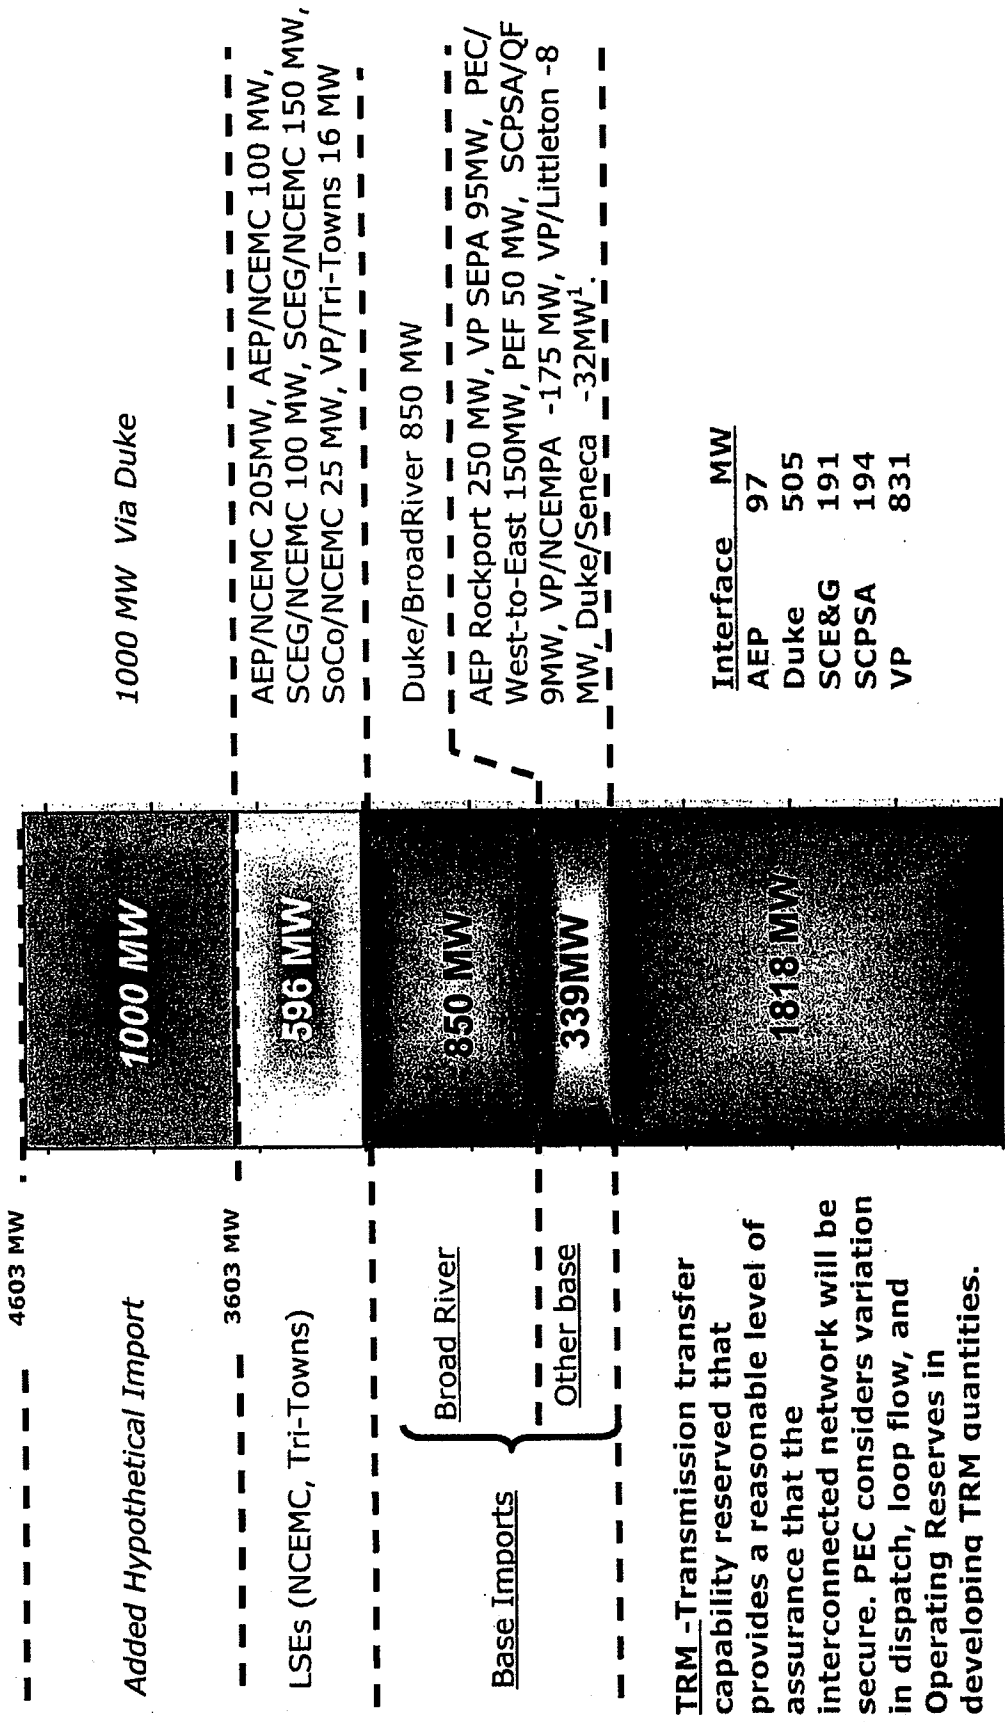 4603 MW
Added Hypothetical Import
1000 MW
1000 MW Via Duke
3603 MW
LSEs (NCEMC, Tri-Towns)
596 MW
AEP/NCEMC 205MW, AEP/NCEMC 100 MW,
SCEG/NCEMC 100 MW, SCEG/NCEMC 150 MW,
SoCo/NCEMC 25 MW, VP/Tri-Towns 16 MW
Base Imports
Broad River
850 MW
Duke/BroadRiver 850 MW
Other base
339MW
AEP Rockport 250 MW, VP SEPA 95MW, PEC/
West-to-East 150MW, PEF 50 MW, SCPSA/QF
9MW, VP/NCEMPA -175 MW, VP/Littleton -8
MW, Duke/Seneca -32MW¹.
TRM -Transmission transfer
capability reserved that
provides a reasonable level of
assurance that the
interconnected network will be
secure. PEC considers variation
in dispatch, loop flow, and
Operating Reserves in
developing TRM quantities.
1818 MW
Interface MW
AEP 97
Duke 505
SCE&G 191
SCPSA 194
VP 831